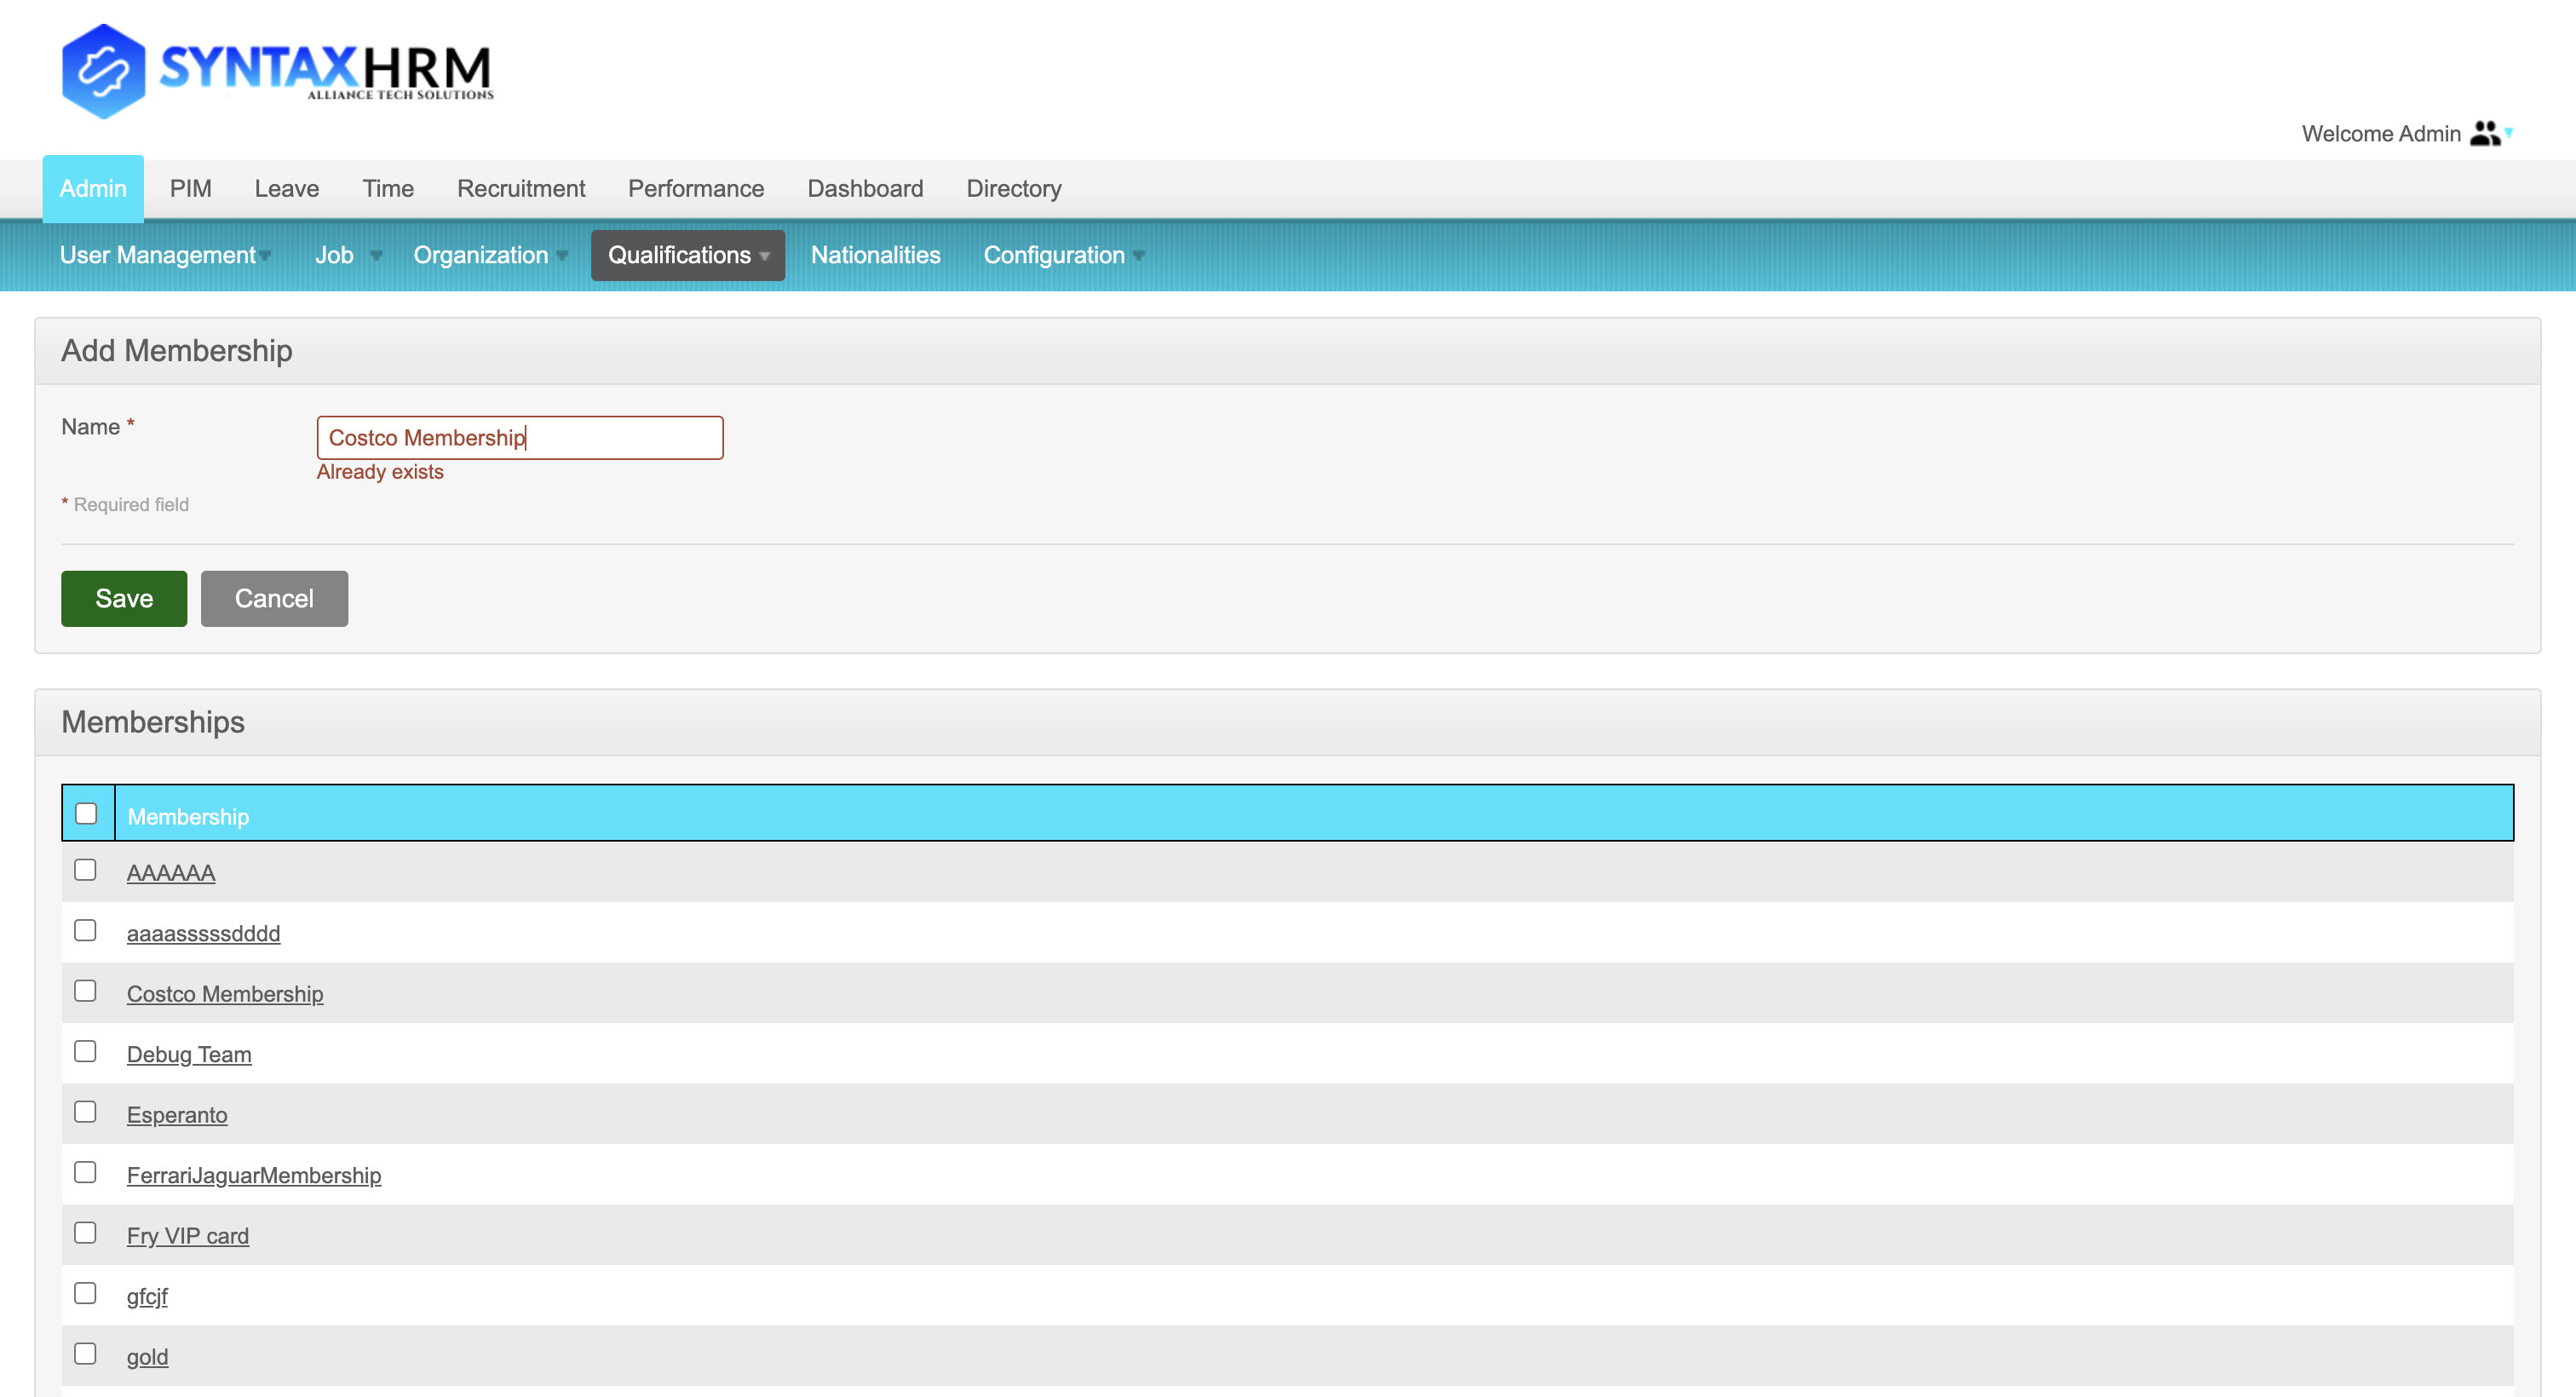 SYNTAXHRM
ALLIANCE TECH SOLUTIONS
Welcome Admin
Admin PIM Leave Time Recruitment Performance Dashboard Directory
User Management Job Organization Qualifications Nationalities Configuration
Add Membership
Name *
Costco Membership
Already exists
* Required field
Save Cancel
Memberships
Membership
AAAAAA
aaaasssssdddd
Costco Membership
Debug Team
Esperanto
FerrariJaguarMembership
Fry VIP card
gfcjf
gold